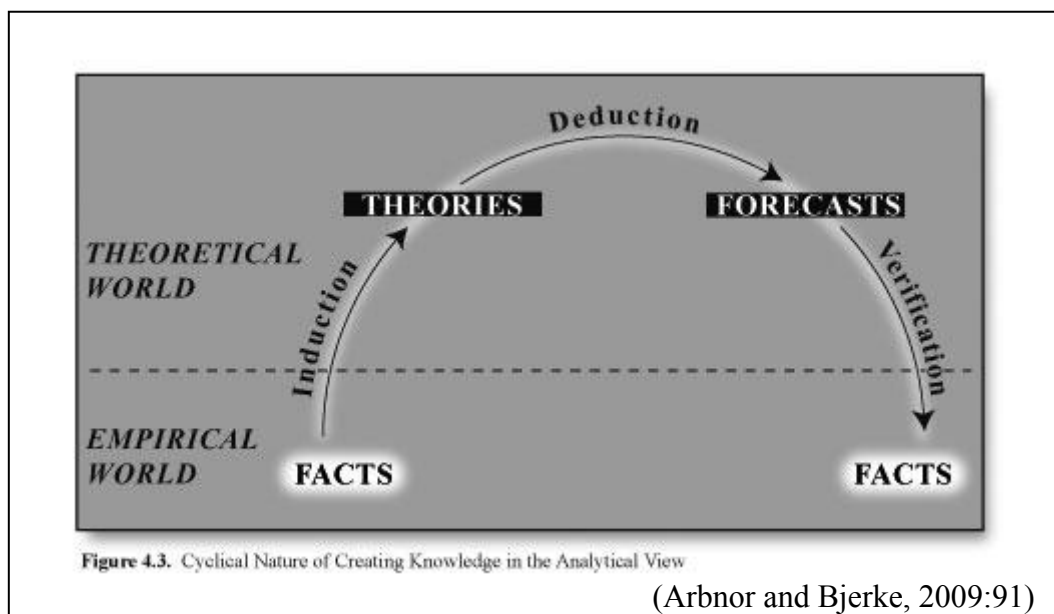 Deduction
THEORIES
FORECASTS
THEORETICAL
WORLD
Induction
Verification
EMPIRICAL
WORLD
FACTS
FACTS
Figure 4.3. Cyclical Nature of Creating Knowledge in the Analytical View
(Arbnor and Bjerke, 2009:91)